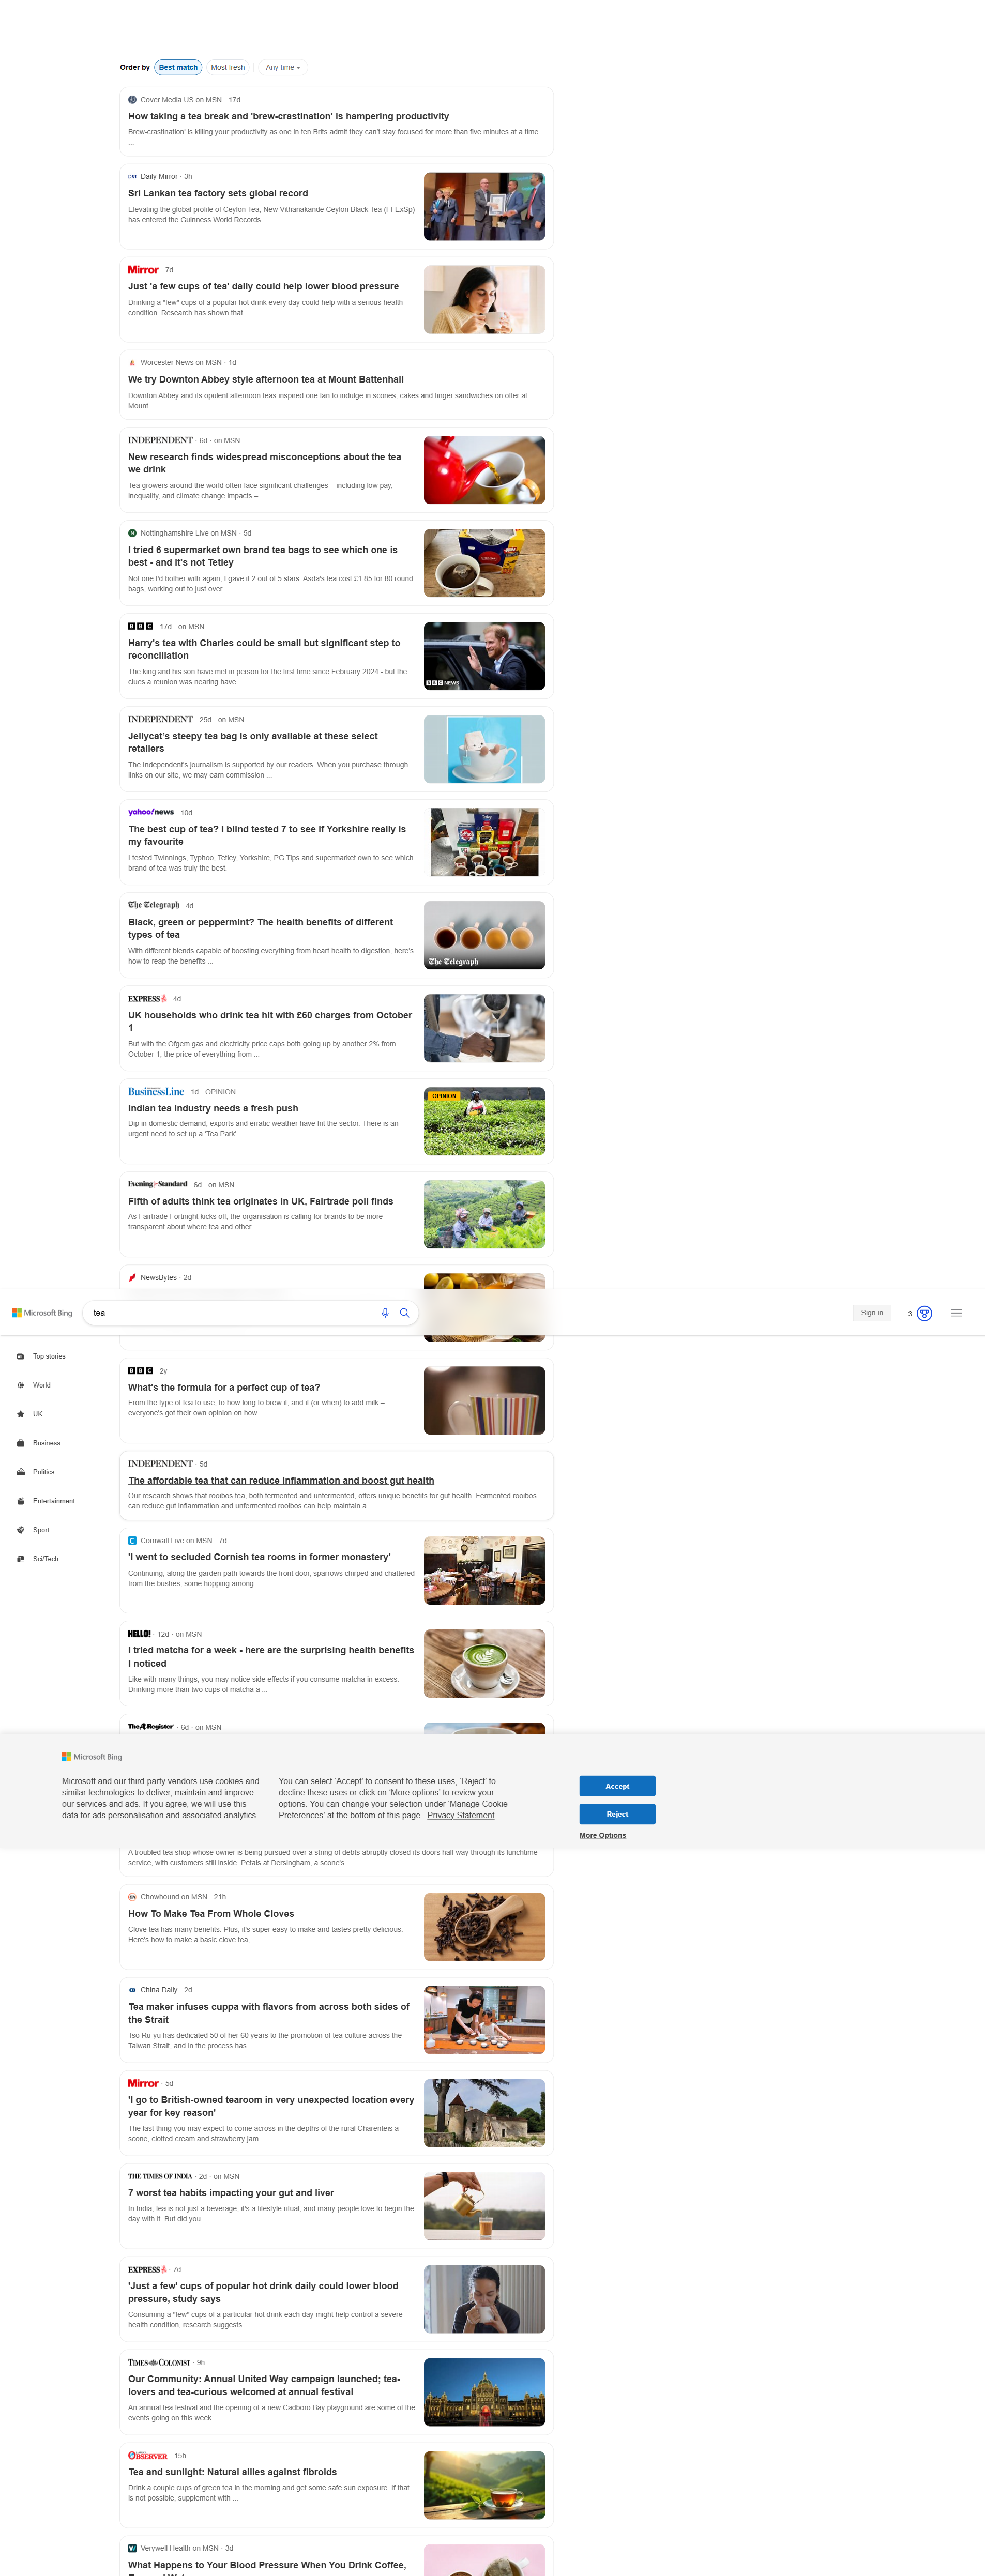 Order by Best match Most fresh Any time
Cover Media US on MSN · 17d
How taking a tea break and 'brew-crastination' is hampering productivity
Brew-crastination' is killing your productivity as one in ten Brits admit they can't stay focused for more than five minutes at a time
...
Daily Mirror · 3h
Sri Lankan tea factory sets global record
Elevating the global profile of Ceylon Tea, New Vithanakande Ceylon Black Tea (FFExSp)
has entered the Guinness World Records ...
Mirror · 7d
Just 'a few cups of tea' daily could help lower blood pressure
Drinking a "few" cups of a popular hot drink every day could help with a serious health
condition. Research has shown that ...
Worcester News on MSN · 1d
We try Downton Abbey style afternoon tea at Mount Battenhall
Downton Abbey and its opulent afternoon teas inspired one fan to indulge in scones, cakes and finger sandwiches on offer at
Mount ...
INDEPENDENT · 6d · on MSN
New research finds widespread misconceptions about the tea
we drink
Tea growers around the world often face significant challenges – including low pay,
inequality, and climate change impacts – ...
Nottinghamshire Live on MSN · 5d
I tried 6 supermarket own brand tea bags to see which one is
best - and it's not Tetley
Not one I'd bother with again, I gave it 2 out of 5 stars. Asda's tea cost £1.85 for 80 round
bags, working out to just over ...
BBC · 17d · on MSN
Harry's tea with Charles could be small but significant step to
reconciliation
The king and his son have met in person for the first time since February 2024 - but the
clues a reunion was nearing have ...
BBC NEWS
INDEPENDENT · 25d · on MSN
Jellycat's steepy tea bag is only available at these select
retailers
The Independent's journalism is supported by our readers. When you purchase through
links on our site, we may earn commission ...
yahoo!news · 10d
The best cup of tea? I blind tested 7 to see if Yorkshire really is
my favourite
I tested Twinnings, Typhoo, Tetley, Yorkshire, PG Tips and supermarket own to see which
brand of tea was truly the best.
The Telegraph · 4d
Black, green or peppermint? The health benefits of different
types of tea
With different blends capable of boosting everything from heart health to digestion, here's
how to reap the benefits ...
The Telegraph
EXPRESS · 4d
UK households who drink tea hit with £60 charges from October
1
But with the Ofgem gas and electricity price caps both going up by another 2% from
October 1, the price of everything from ...
BusinessLine · 1d · OPINION
Indian tea industry needs a fresh push
Dip in domestic demand, exports and erratic weather have hit the sector. There is an
urgent need to set up a 'Tea Park' ...
OPINION
Evening Standard · 6d · on MSN
Fifth of adults think tea originates in UK, Fairtrade poll finds
As Fairtrade Fortnight kicks off, the organisation is calling for brands to be more
transparent about where tea and other ...
NewsBytes · 2d
Microsoft Bing tea Sign in 3
Top stories
World
UK
Business
Politics
Entertainment
Sport
Sci/Tech
BBC · 2y
What's the formula for a perfect cup of tea?
From the type of tea to use, to how long to brew it, and if (or when) to add milk –
everyone's got their own opinion on how ...
INDEPENDENT · 5d
The affordable tea that can reduce inflammation and boost gut health
Our research shows that rooibos tea, both fermented and unfermented, offers unique benefits for gut health. Fermented rooibos
can reduce gut inflammation and unfermented rooibos can help maintain a ...
Cornwall Live on MSN · 7d
'I went to secluded Cornish tea rooms in former monastery'
Continuing, along the garden path towards the front door, sparrows chirped and chattered
from the bushes, some hopping among ...
HELLO! · 12d · on MSN
I tried matcha for a week - here are the surprising health benefits
I noticed
Like with many things, you may notice side effects if you consume matcha in excess.
Drinking more than two cups of matcha a ...
The Register · 6d · on MSN
Microsoft Bing
Microsoft and our third-party vendors use cookies and
similar technologies to deliver, maintain and improve
our services and ads. If you agree, we will use this
data for ads personalisation and associated analytics.
You can select 'Accept' to consent to these uses, 'Reject' to
decline these uses or click on 'More options' to review your
options. You can change your selection under 'Manage Cookie
Preferences' at the bottom of this page. Privacy Statement
Accept
Reject
More Options
A troubled tea shop whose owner is being pursued over a string of debts abruptly closed its doors half way through its lunchtime
service, with customers still inside. Petals at Dersingham, a scone's ...
Chowhound on MSN · 21h
How To Make Tea From Whole Cloves
Clove tea has many benefits. Plus, it's super easy to make and tastes pretty delicious.
Here's how to make a basic clove tea, ...
China Daily · 2d
Tea maker infuses cuppa with flavors from across both sides of
the Strait
Tso Ru-yu has dedicated 50 of her 60 years to the promotion of tea culture across the
Taiwan Strait, and in the process has ...
Mirror · 5d
'I go to British-owned tearoom in very unexpected location every
year for key reason'
The last thing you may expect to come across in the depths of the rural Charenteis a
scone, clotted cream and strawberry jam ...
THE TIMES OF INDIA · 2d · on MSN
7 worst tea habits impacting your gut and liver
In India, tea is not just a beverage; it's a lifestyle ritual, and many people love to begin the
day with it. But did you ...
EXPRESS · 7d
'Just a few' cups of popular hot drink daily could lower blood
pressure, study says
Consuming a "few" cups of a particular hot drink each day might help control a severe
health condition, research suggests.
TIMES COLONIST · 9h
Our Community: Annual United Way campaign launched; tea-
lovers and tea-curious welcomed at annual festival
An annual tea festival and the opening of a new Cadboro Bay playground are some of the
events going on this week.
OBSERVER · 15h
Tea and sunlight: Natural allies against fibroids
Drink a couple cups of green tea in the morning and get some safe sun exposure. If that
is not possible, supplement with ...
Verywell Health on MSN · 3d
What Happens to Your Blood Pressure When You Drink Coffee,